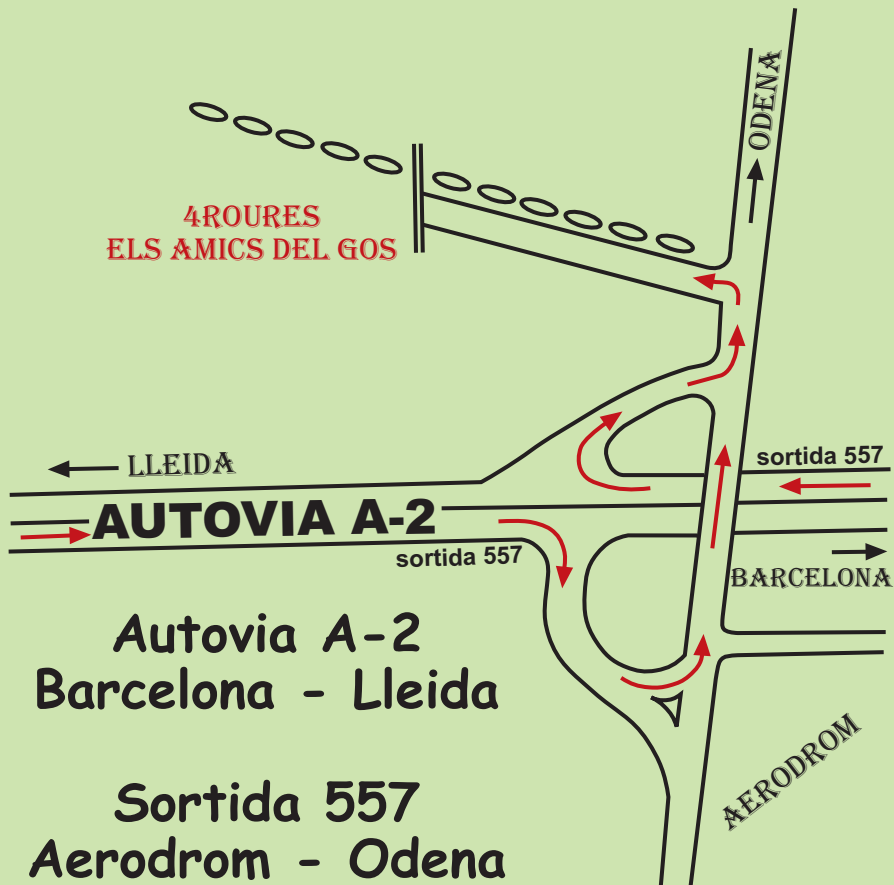 ODENA
4ROURES
ELS AMICS DEL GOS
LLEIDA
sortida 557
AUTOVIA A-2
sortida 557
BARCELONA
Autovia A-2
Barcelona - Lleida
AERODROM
Sortida 557
Aerodrom - Odena